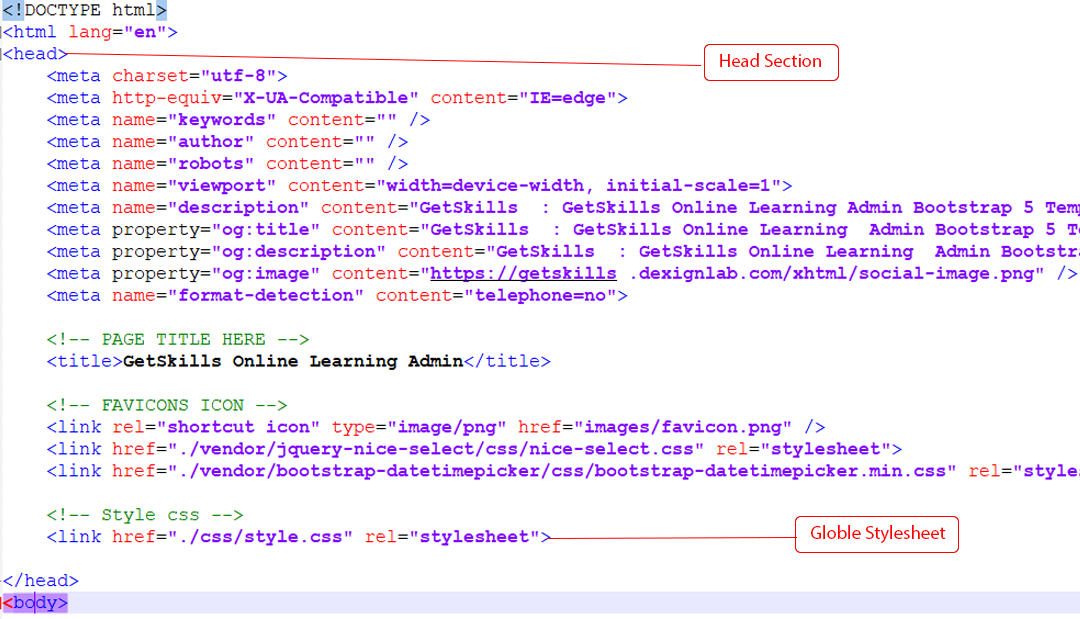 <!DOCTYPE html>
<html lang="en">
<head>
Head Section
<meta charset="utf-8">
<meta http-equiv="X-UA-Compatible" content="IE=edge">
<meta name="keywords" content="" />
<meta name="author" content="" />
<meta name="robots" content="" />
<meta name="viewport" content="width=device-width, initial-scale=1">
<meta name="description" content="GetSkills  : GetSkills Online Learning Admin Bootstrap 5 Temp
<meta property="og:title" content="GetSkills  : GetSkills Online Learning  Admin Bootstrap 5 Te
<meta property="og:description" content="GetSkills  : GetSkills Online Learning  Admin Bootstra
<meta property="og:image" content="https://getskills .dexignlab.com/xhtml/social-image.png" />
<meta name="format-detection" content="telephone=no">
<!-- PAGE TITLE HERE -->
<title>GetSkills Online Learning Admin</title>
<!-- FAVICONS ICON -->
<link rel="shortcut icon" type="image/png" href="images/favicon.png" />
<link href="./vendor/jquery-nice-select/css/nice-select.css" rel="stylesheet">
<link href="./vendor/bootstrap-datetimepicker/css/bootstrap-datetimepicker.min.css" rel="styles
<!-- Style css -->
<link href="./css/style.css" rel="stylesheet">
Globle Stylesheet
</head>
<body>